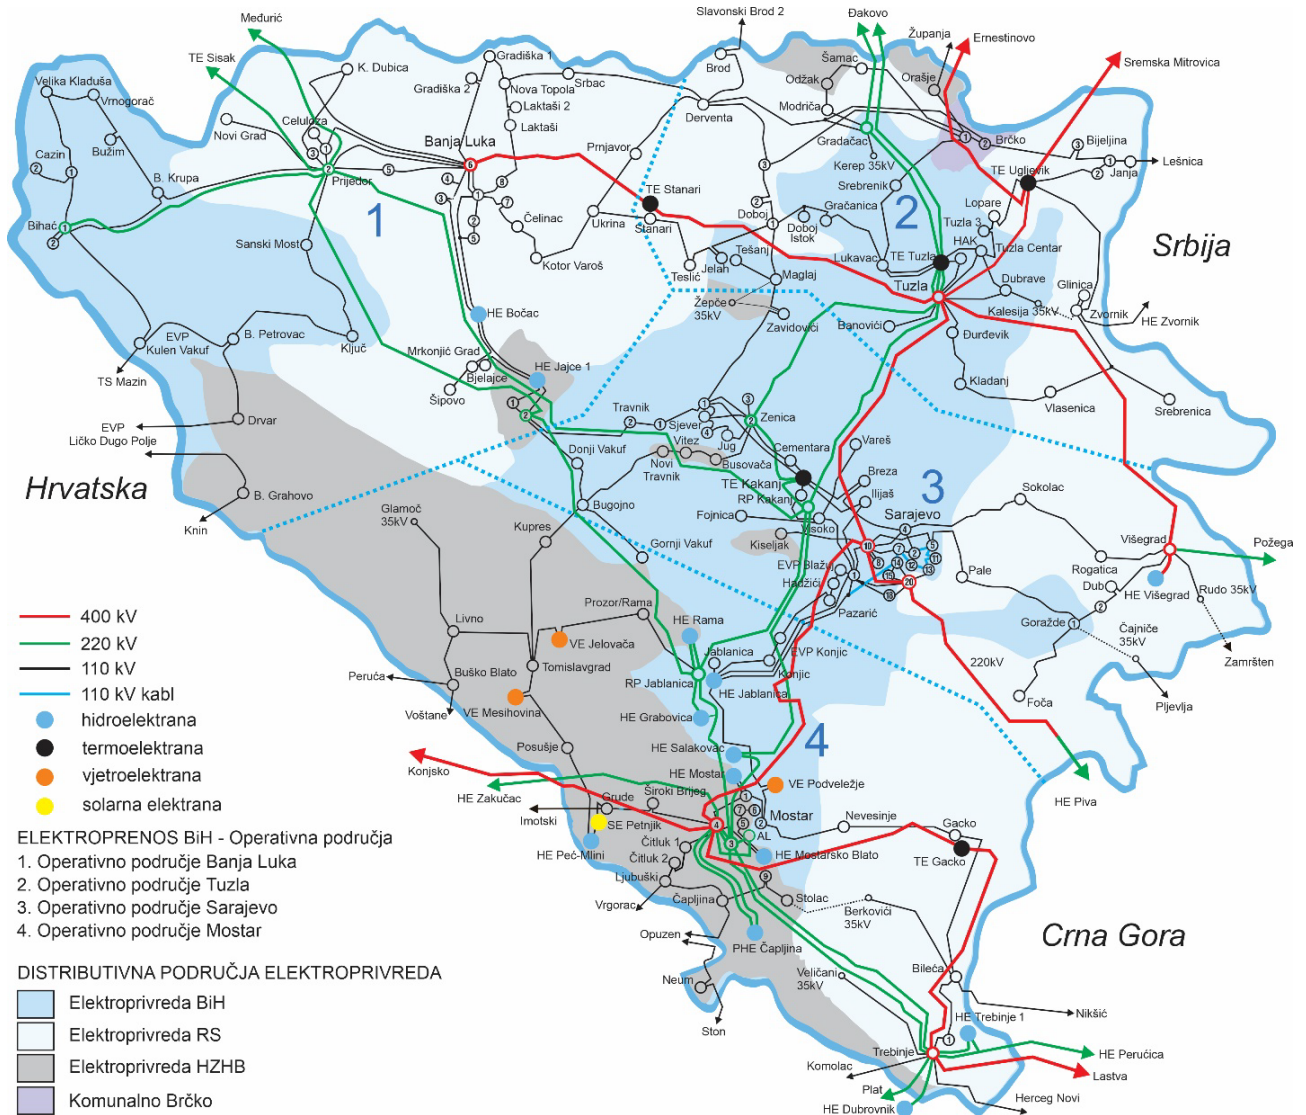 Međurić
TE Sisak
Slavonski Brod 2
Đakovo
Županja
Ernestinovo
Sremska Mitrovica
Velika Kladuša
Vrnograč
K. Dubica
Gradiška 1
Gradiška 2
Nova Topola
Srbac
Brod
Šamac
Odžak
Orašje
Modriča
Laktaši 2
Laktaši
Derventa
Novi Grad
Celuloza
Banja Luka
Prnjavor
Gradačac
Kerep 35kV
Brčko
Bijeljina
Lešnica
Janja
Cazin
Bužim
B. Krupa
Prijedor
TE Ugljevik
Srebrenik
TE Stanari
Stanari
Ukrina
Čelinac
Kotor Varoš
Bihać
Sanski Most
1
Doboj
Doboj
Istok
Gračanica
2
Lopare
Tuzla 3
HAK
Tuzla Centar
Srbija
Lukavac
TE Tuzla
Tuzla
Dubrave
Kalesija 35kV
Glinica
Zvornik
HE Zvornik
Teslić
Jelah
Tešanj
Maglaj
Žepče
35kV
Zavidovići
Banovići
Đurđevik
Kladanj
Vlasenica
Srebrenica
HE Bočac
EVP
Kulen Vakuf
B. Petrovac
Ključ
TS Mazin
Mrkonjić Grad
Bjelajce
Šipovo
HE Jajce 1
Drvar
EVP
Ličko Dugo Polje
Travnik
Sjever
Zenica
Vitez
Jug
Novi
Travnik
Busovača
Cementara
Vareš
Breza
Ilijaš
TE Kakanj
RP Kakanj
Donji Vakuf
Bugojno
Hrvatska
B. Grahovo
Knin
Glamoč
35kV
Kupres
Gornji Vakuf
Fojnica
Visoko
Kiseljak
3
Sarajevo
Sokolac
Višegrad
Požega
Rogatica
Dub
HE Višegrad
Rudo 35kV
Pale
EVP Blažuj
Hadžići
Pazarić
Goražde
Čajniče
35kV
Zamršten
Pljevlja
Foča
220kV
HE Piva
Prozor/Rama
HE Rama
Jablanica
EVP Konjic
Konjic
RP Jablanica
HE Jablanica
HE Grabovica
Livno
VE Jelovača
Buško Blato
Tomislavgrad
Peruća
Voštane
VE Mesihovina
Posušje
HE Salakovac
HE Mostar
4
VE Podveležje
Konjsko
HE Zakučac
Imotski
Grude
Široki Brijeg
Mostar
AL
SE Petnjik
HE Peć-Mlini
Čitluk 1
Čitluk 2
Ljubuški
Vrgorac
HE Mostarsko Blato
Nevesinje
Gacko
TE Gacko
Čapljina
Stolac
Berkovići
35kV
Opuzen
PHE Čapljina
Neum
Ston
Veličani
35kV
Bileća
Nikšić
Crna Gora
HE Trebinje 1
Trebinje
HE Perućica
Lastva
Komolac
Plat
HE Dubrovnik
Herceg Novi
400 kV
220 kV
110 kV
110 kV kabl
hidroelektrana
termoelektrana
vjetroelektrana
solarna elektrana
ELEKTROPRENOS BiH - Operativna područja
1. Operativno područje Banja Luka
2. Operativno područje Tuzla
3. Operativno područje Sarajevo
4. Operativno područje Mostar
DISTRIBUTIVNA PODRUČJA ELEKTROPRIVREDA
Elektroprivreda BiH
Elektroprivreda RS
Elektroprivreda HZHB
Komunalno Brčko